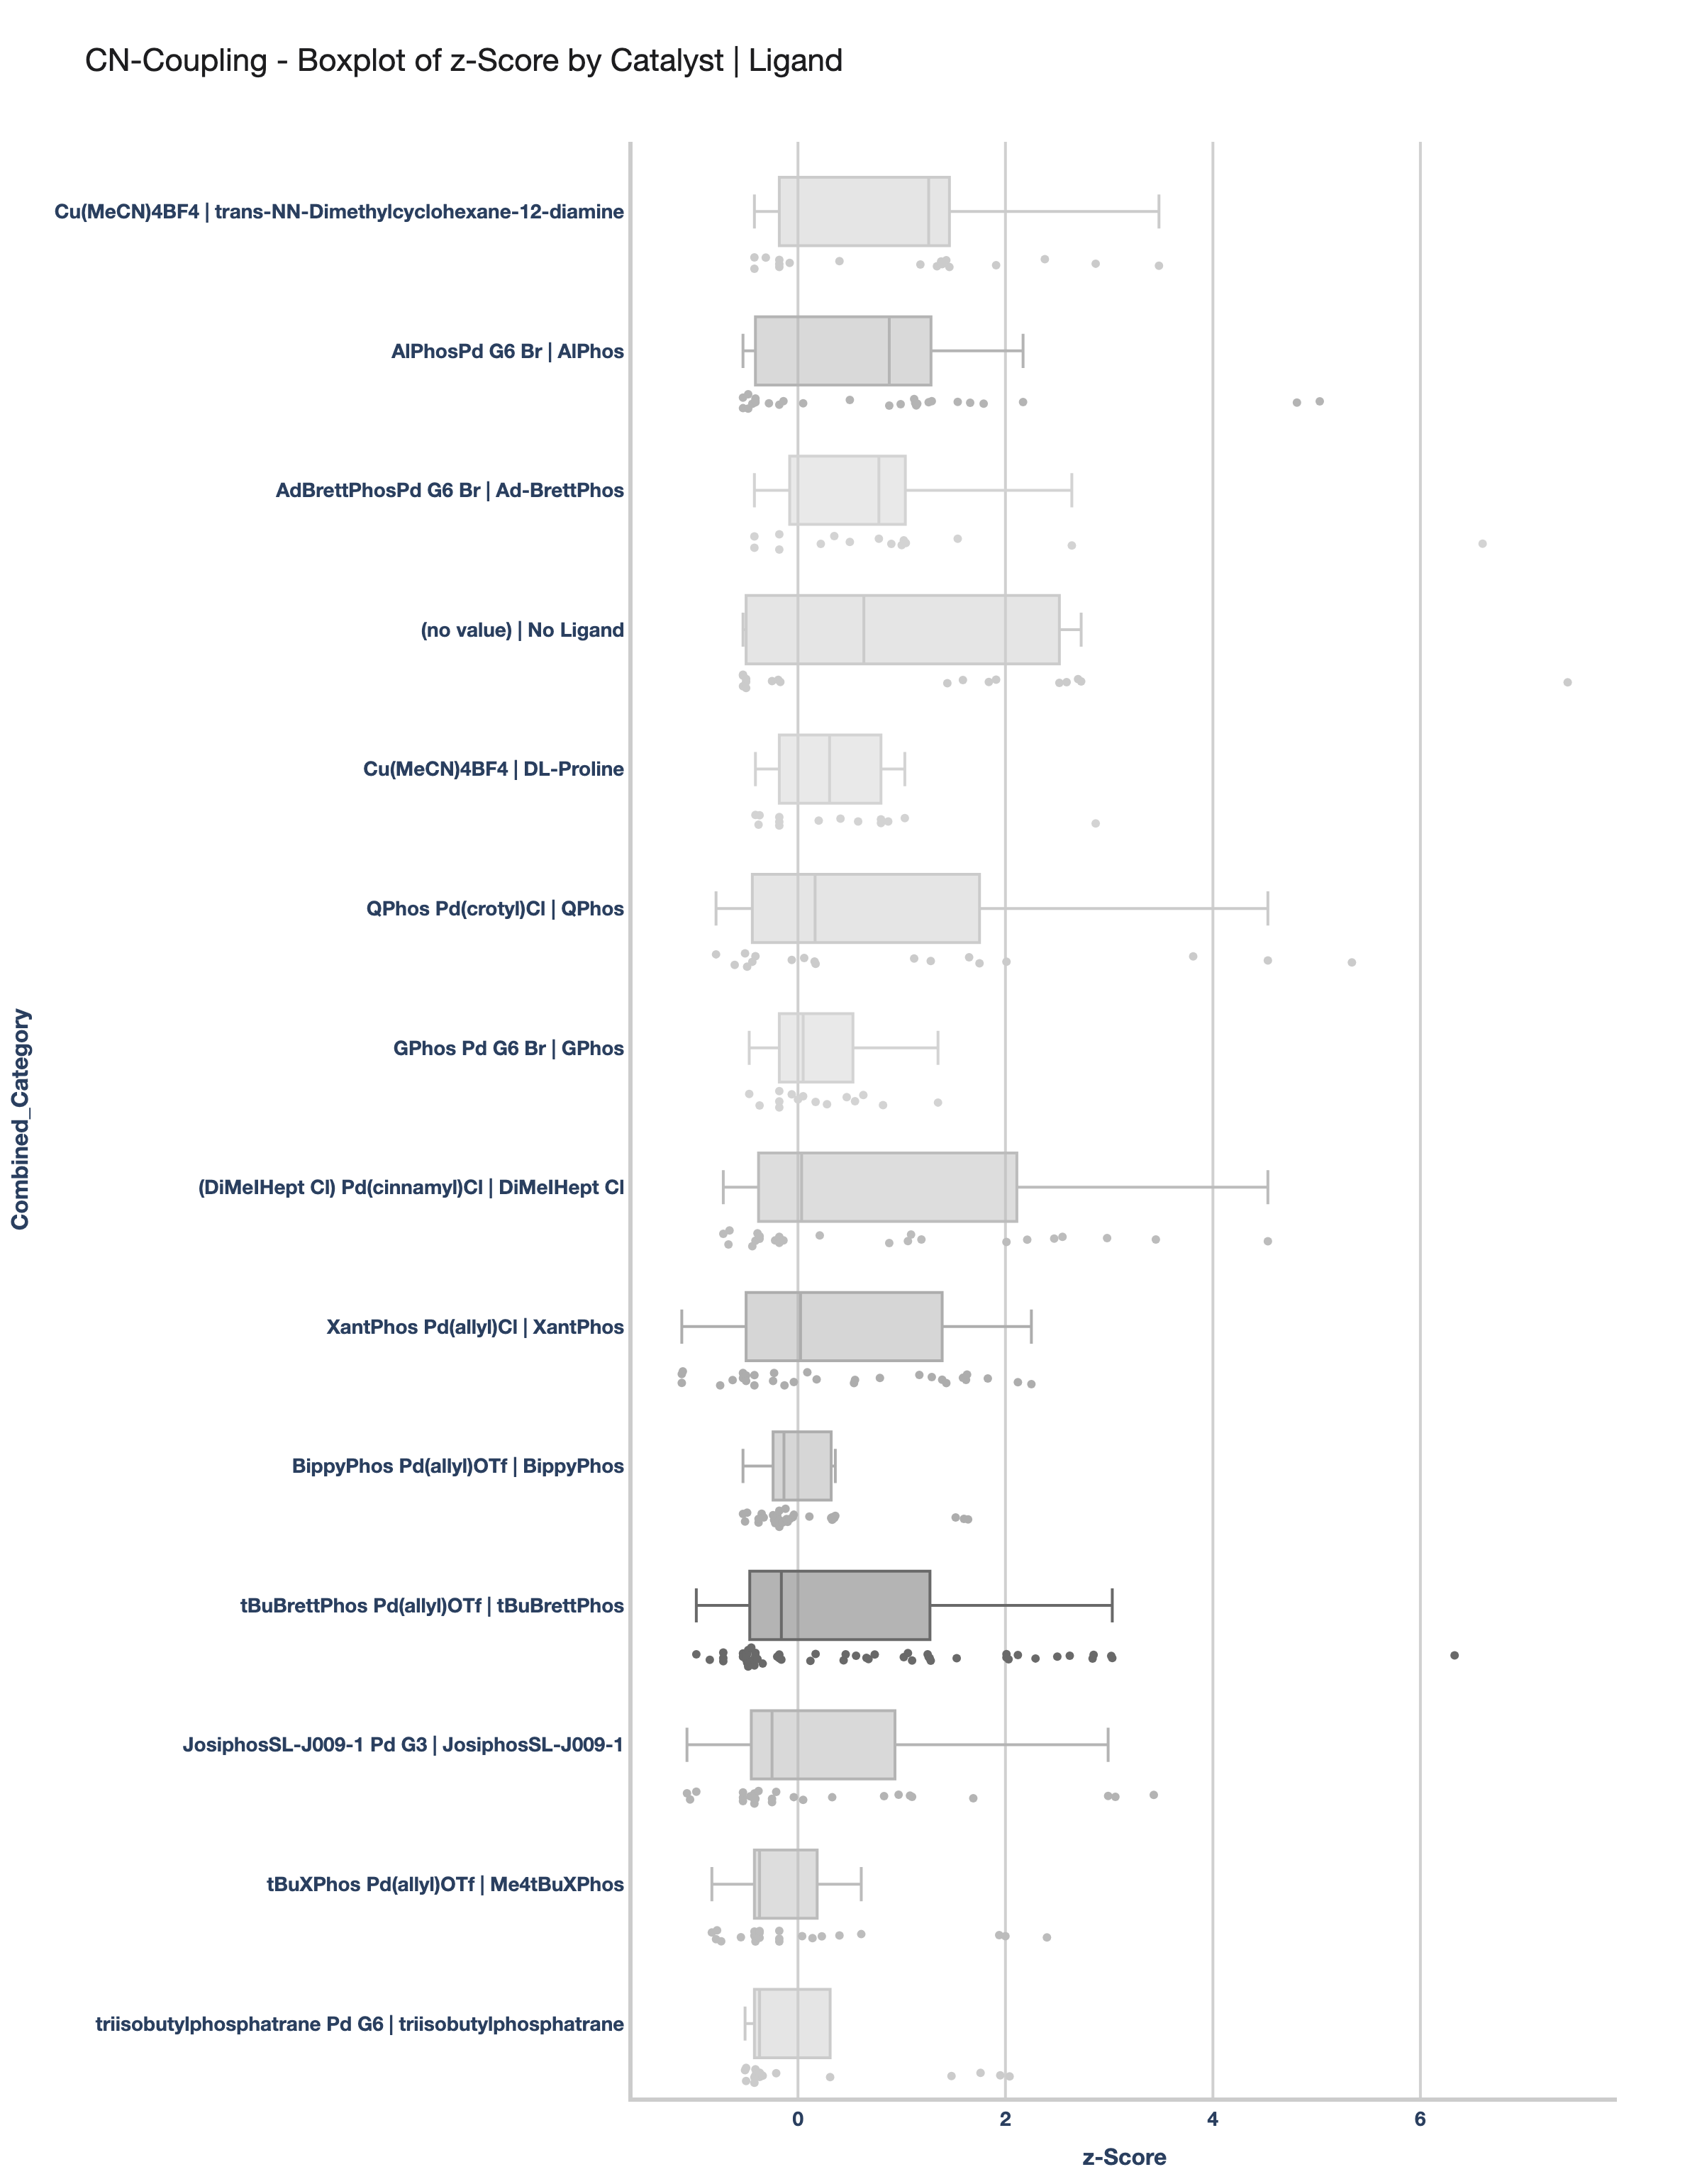 CN-Coupling - Boxplot of z-Score by Catalyst | Ligand
Cu(MeCN)4BF4 | trans-NN-Dimethylcyclohexane-12-diamine
AlPhosPd G6 Br | AlPhos
AdBrettPhosPd G6 Br | Ad-BrettPhos
(no value) | No Ligand
Cu(MeCN)4BF4 | DL-Proline
QPhos Pd(crotyl)Cl | QPhos
GPhos Pd G6 Br | GPhos
(DiMeIHept Cl) Pd(cinnamyl)Cl | DiMeIHept Cl
XantPhos Pd(allyl)Cl | XantPhos
BippyPhos Pd(allyl)OTf | BippyPhos
tBuBrettPhos Pd(allyl)OTf | tBuBrettPhos
JosiphosSL-J009-1 Pd G3 | JosiphosSL-J009-1
tBuXPhos Pd(allyl)OTf | Me4tBuXPhos
triisobutylphosphatrane Pd G6 | triisobutylphosphatrane
Combined_Category
0 2 4 6
z-Score